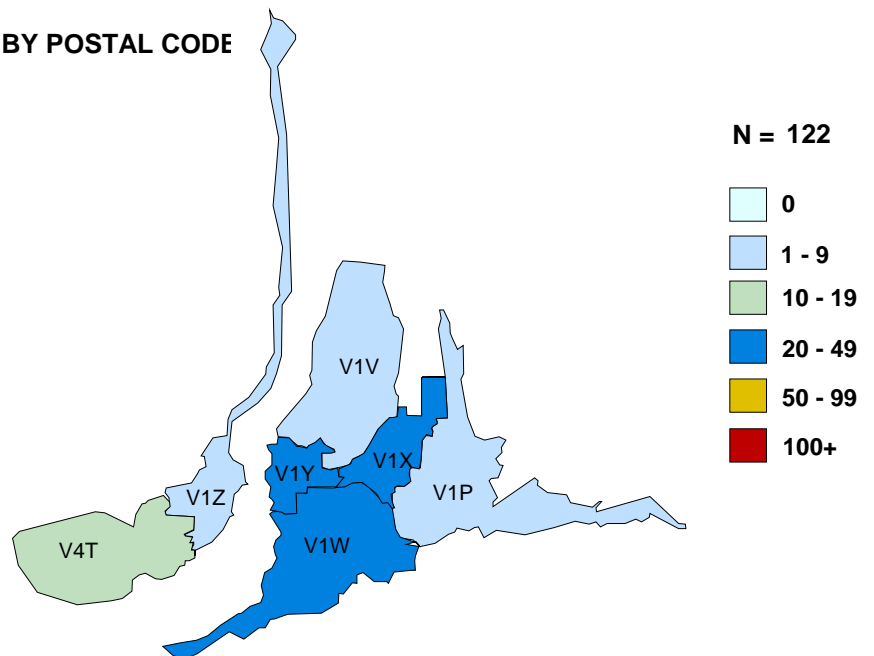 BY POSTAL CODE
N = 122
0
1 - 9
10 - 19
20 - 49
50 - 99
100+
V1V
V1X
V1Y
V1P
V1Z
V1W
V4T